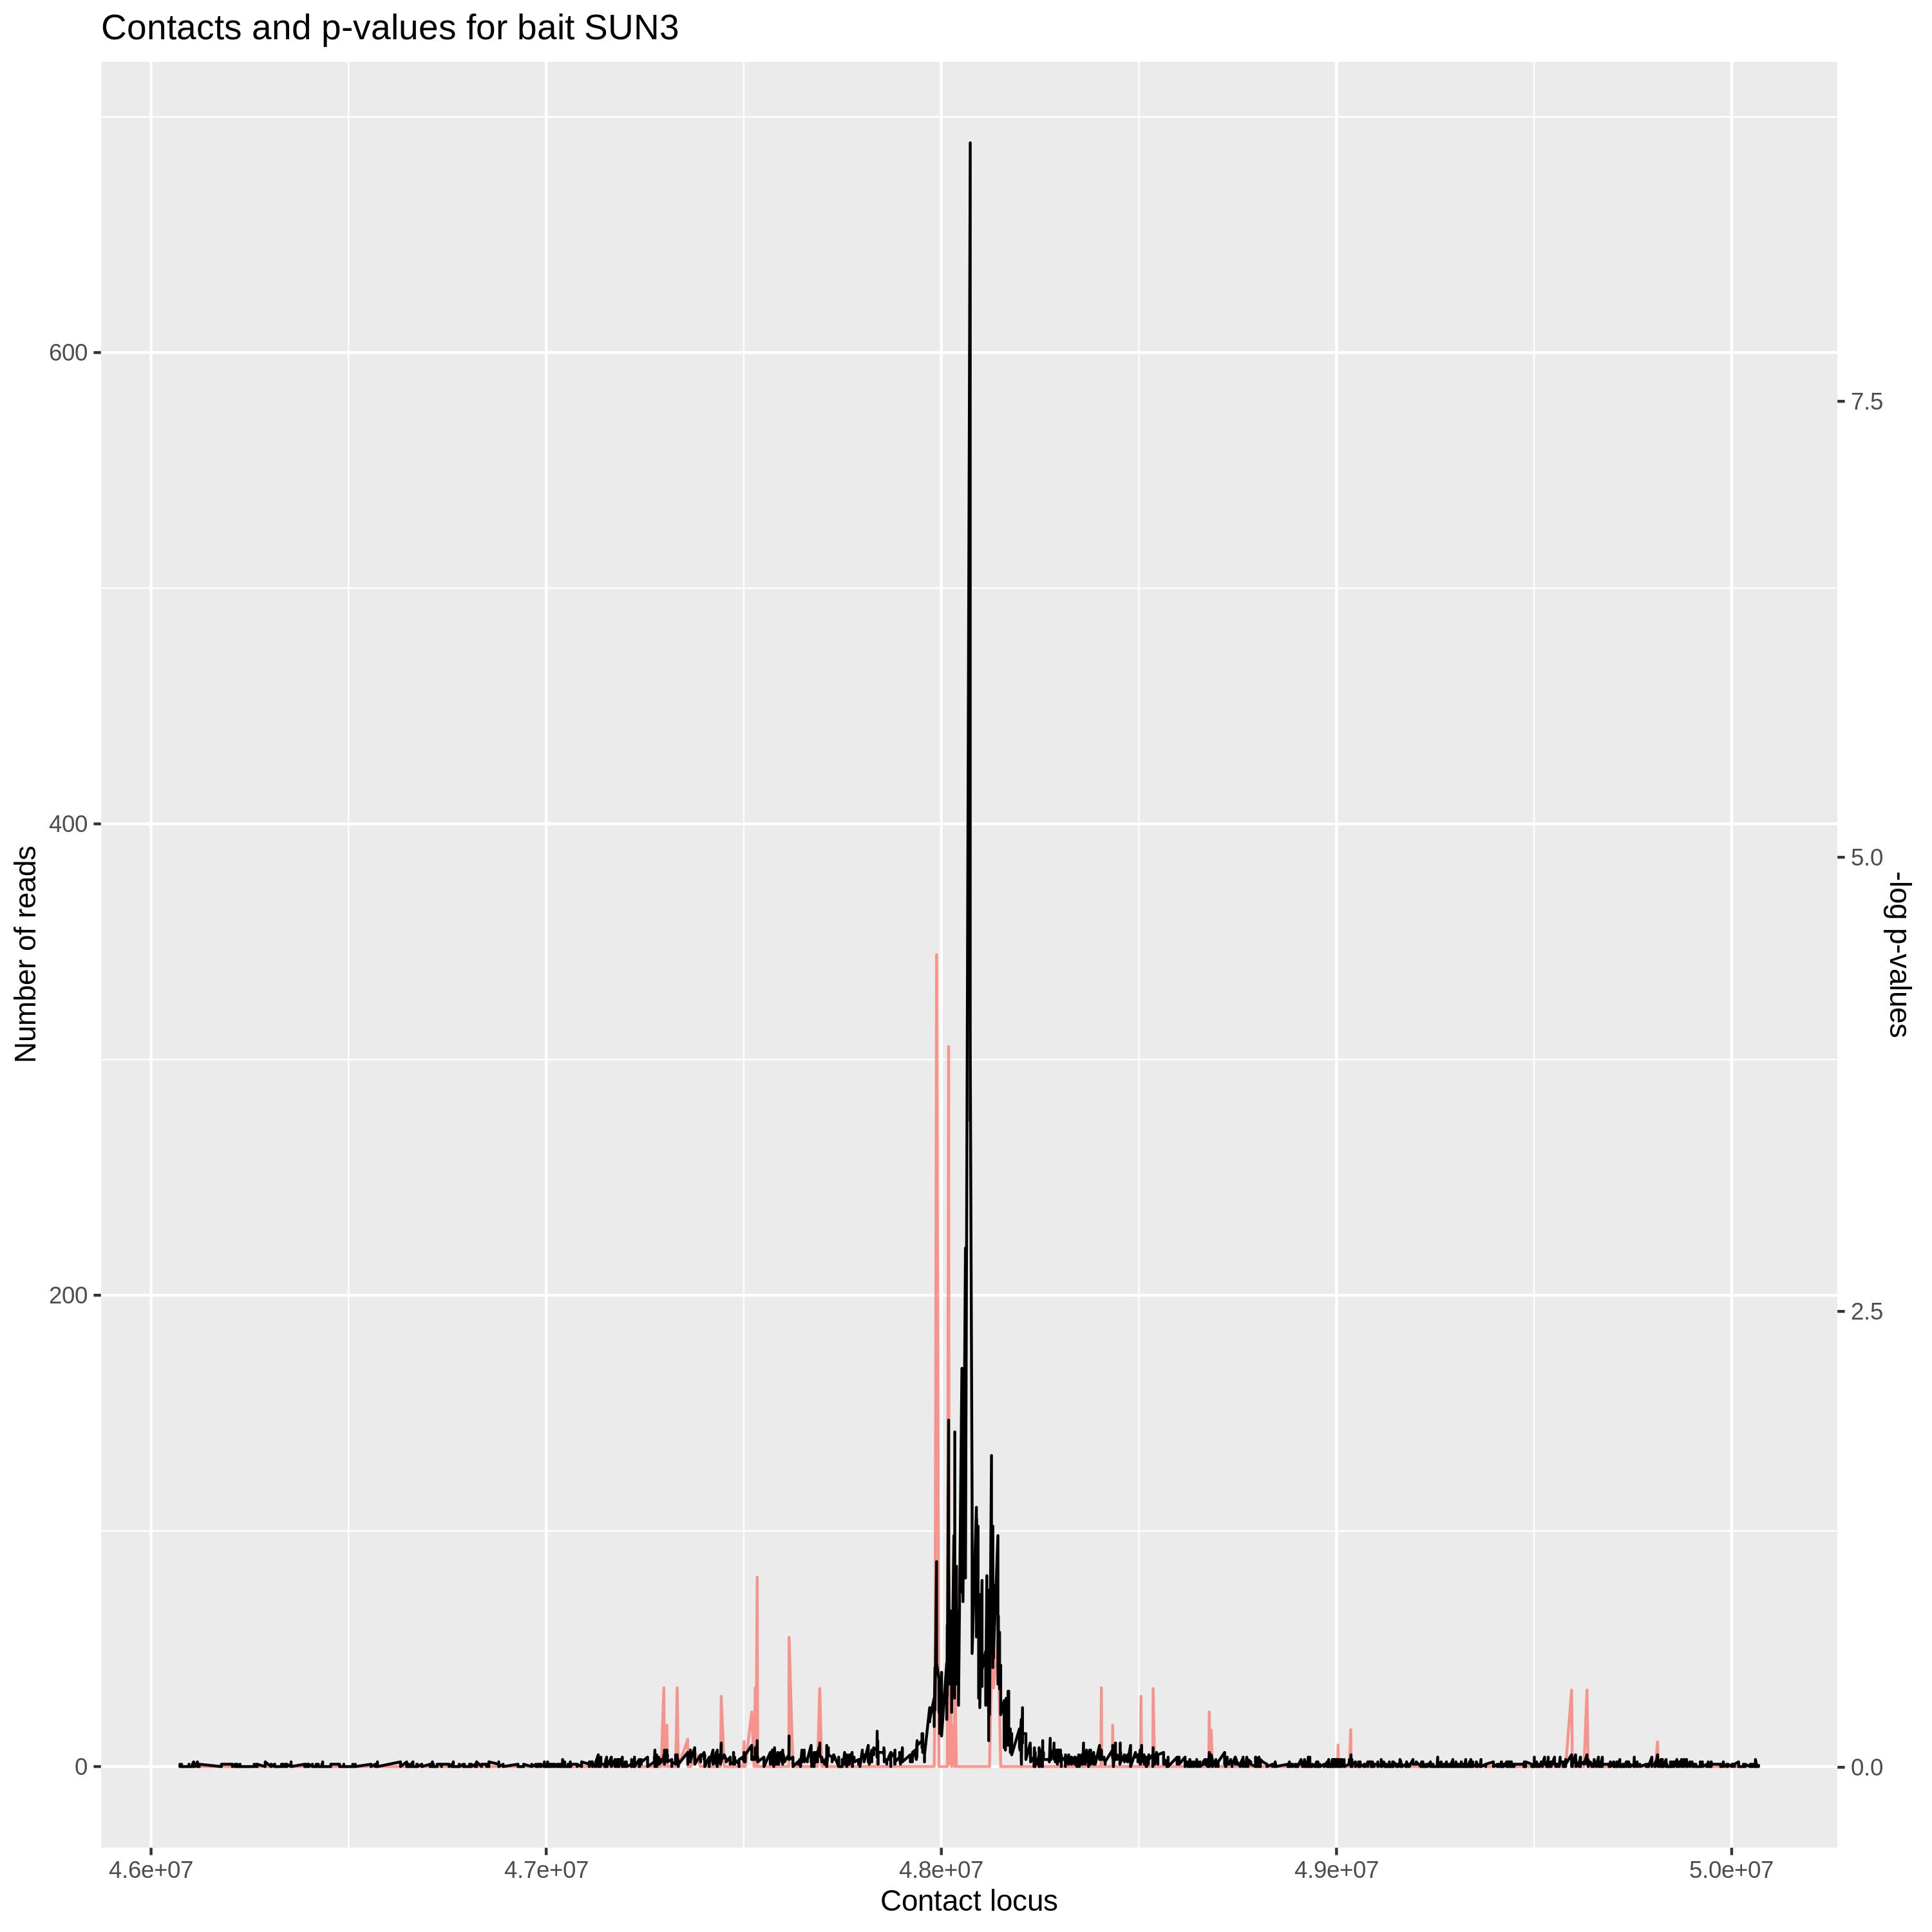 Contacts and p-values for bait SUN3
Number of reads
600
400
200
0
7.5
5.0
2.5
0.0
-log p-values
4.6e+07
4.7e+07
4.8e+07
4.9e+07
5.0e+07
Contact locus